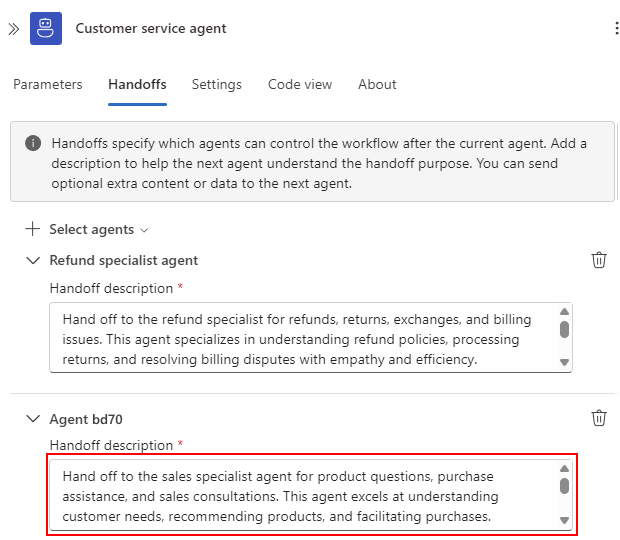 Customer service agent
Parameters Handoffs Settings Code view About
Handoffs specify which agents can control the workflow after the current agent. Add a
description to help the next agent understand the handoff purpose. You can send
optional extra content or data to the next agent.
Select agents
Refund specialist agent
Handoff description *
Hand off to the refund specialist for refunds, returns, exchanges, and billing
issues. This agent specializes in understanding refund policies, processing
returns, and resolving billing disputes with empathy and efficiency.
Agent bd70
Handoff description *
Hand off to the sales specialist agent for product questions, purchase
assistance, and sales consultations. This agent excels at understanding
customer needs, recommending products, and facilitating purchases.